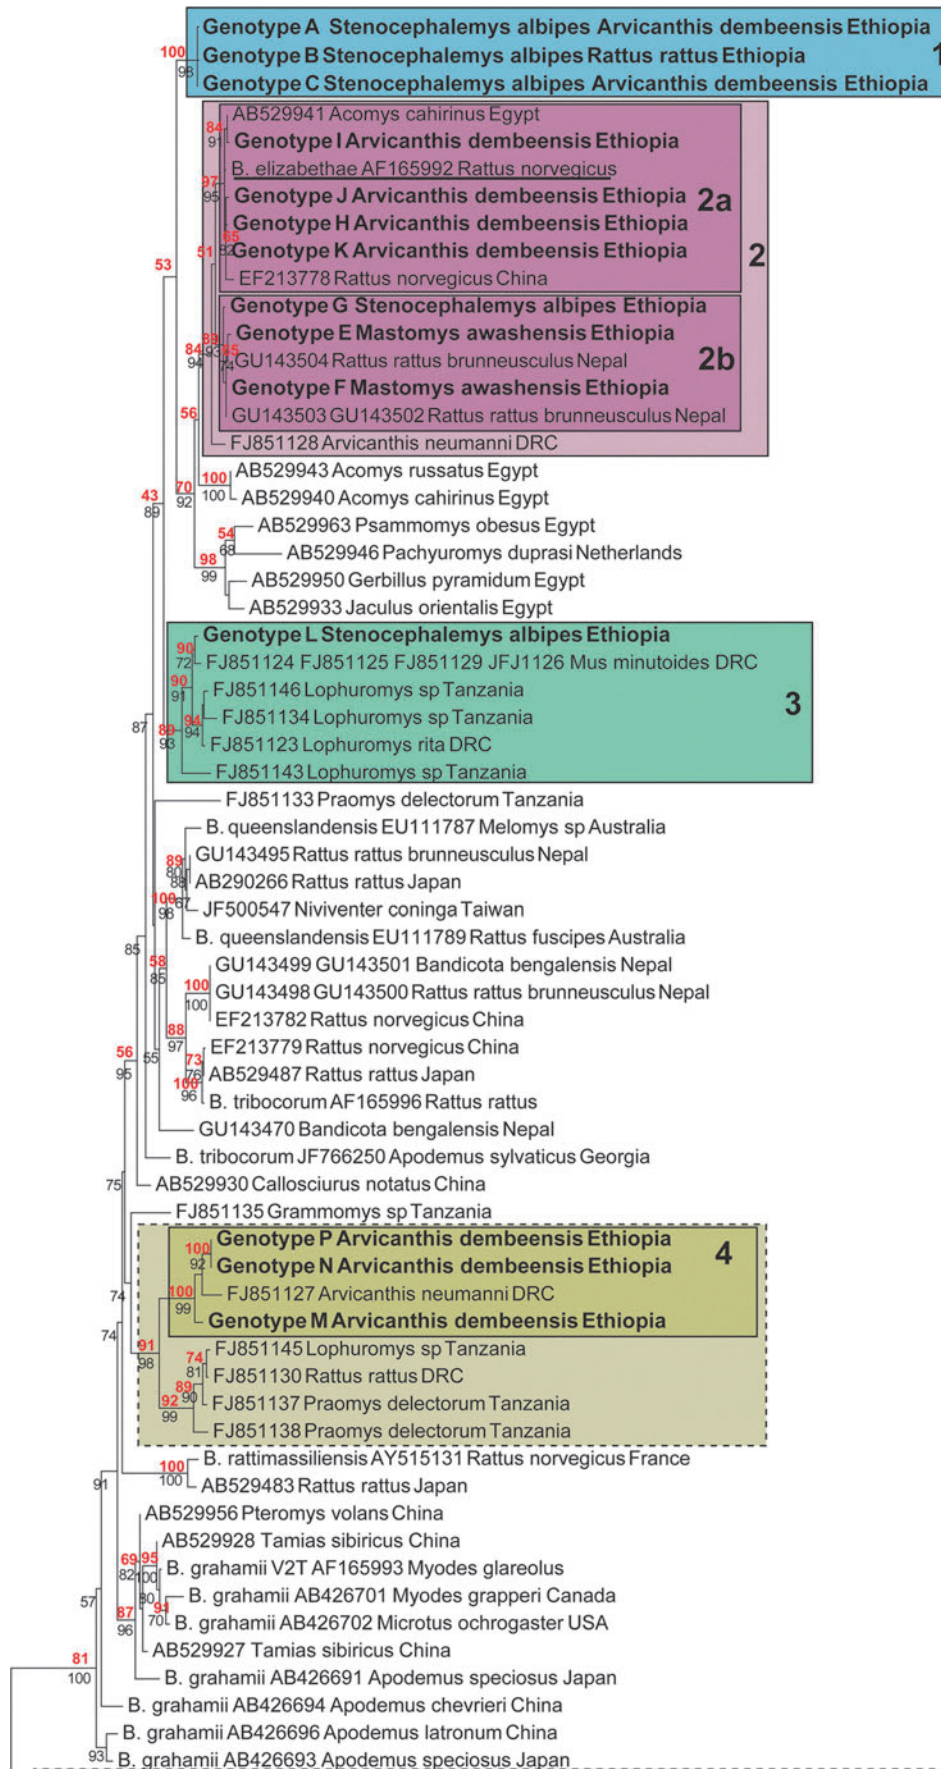 Genotype A Stenocephalemys albipes Arvicanthis dembeensis Ethiopia
1
100
Genotype B Stenocephalemys albipes Rattus rattus Ethiopia
98
Genotype C Stenocephalemys albipes Arvicanthis dembeensis Ethiopia
AB529941 Acomys cahirinus Egypt
84
91
Genotype I Arvicanthis dembeensis Ethiopia
B. elizabethae AF165992 Rattus norvegicus
97
95
Genotype J Arvicanthis dembeensis Ethiopia
2a
Genotype H Arvicanthis dembeensis Ethiopia
65
82
51
Genotype K Arvicanthis dembeensis Ethiopia
2
53
EF213778 Rattus norvegicus China
Genotype G Stenocephalemys albipes Ethiopia
Genotype E Mastomys awashensis Ethiopia
84
89
93
65
74
94
GU143504 Rattus rattus brunneusculus Nepal
2b
Genotype F Mastomys awashensis Ethiopia
56
GU143503 GU143502 Rattus rattus brunneusculus Nepal
FJ851128 Arvicanthis neumanni DRC
AB529943 Acomys russatus Egypt
100
100
43
89
70
92
AB529940 Acomys cahirinus Egypt
AB529963 Psammomys obesus Egypt
54
68
AB529946 Pachyuromys duprasi Netherlands
98
99
AB529950 Gerbillus pyramidum Egypt
AB529933 Jaculus orientalis Egypt
Genotype L Stenocephalemys albipes Ethiopia
90
72
FJ851124 FJ851125 FJ851129 JFJ1126 Mus minutoides DRC
90
91
FJ851146 Lophuromys sp Tanzania
3
87
94
94
FJ851134 Lophuromys sp Tanzania
89
93
FJ851123 Lophuromys rita DRC
FJ851143 Lophuromys sp Tanzania
FJ851133 Praomys delectorum Tanzania
B. queenslandensis EU111787 Melomys sp Australia
89
80
GU143495 Rattus rattus brunneusculus Nepal
88
AB290266 Rattus rattus Japan
100
98
67
JF500547 Niviventer coninga Taiwan
85
B. queenslandensis EU111789 Rattus fuscipes Australia
58
85
GU143499 GU143501 Bandicota bengalensis Nepal
100
100
GU143498 GU143500 Rattus rattus brunneusculus Nepal
EF213782 Rattus norvegicus China
88
97
EF213779 Rattus norvegicus China
56
95
55
73
76
AB529487 Rattus rattus Japan
100
96
B. tribocorum AF165996 Rattus rattus
GU143470 Bandicota bengalensis Nepal
B. tribocorum JF766250 Apodemus sylvaticus Georgia
75
AB529930 Callosciurus notatus China
FJ851135 Grammomys sp Tanzania
Genotype P Arvicanthis dembeensis Ethiopia
4
100
92
Genotype N Arvicanthis dembeensis Ethiopia
74
100
99
FJ851127 Arvicanthis neumanni DRC
Genotype M Arvicanthis dembeensis Ethiopia
74
91
98
FJ851145 Lophuromys sp Tanzania
74
81
FJ851130 Rattus rattus DRC
89
90
FJ851137 Praomys delectorum Tanzania
92
99
FJ851138 Praomys delectorum Tanzania
B. rattimassiliensis AY515131 Rattus norvegicus France
100
100
91
AB529483 Rattus rattus Japan
AB529956 Pteromys volans China
AB529928 Tamias sibiricus China
69
82
95
100
B. grahamii V2T AF165993 Myodes glareolus
57
80
B. grahamii AB426701 Myodes grapperi Canada
87
96
91
70
B. grahamii AB426702 Microtus ochrogaster USA
AB529927 Tamias sibiricus China
81
100
B. grahamii AB426691 Apodemus speciosus Japan
B. grahamii AB426694 Apodemus chevrieri China
B. grahamii AB426696 Apodemus latronum China
93
B. grahamii AB426693 Apodemus speciosus Japan